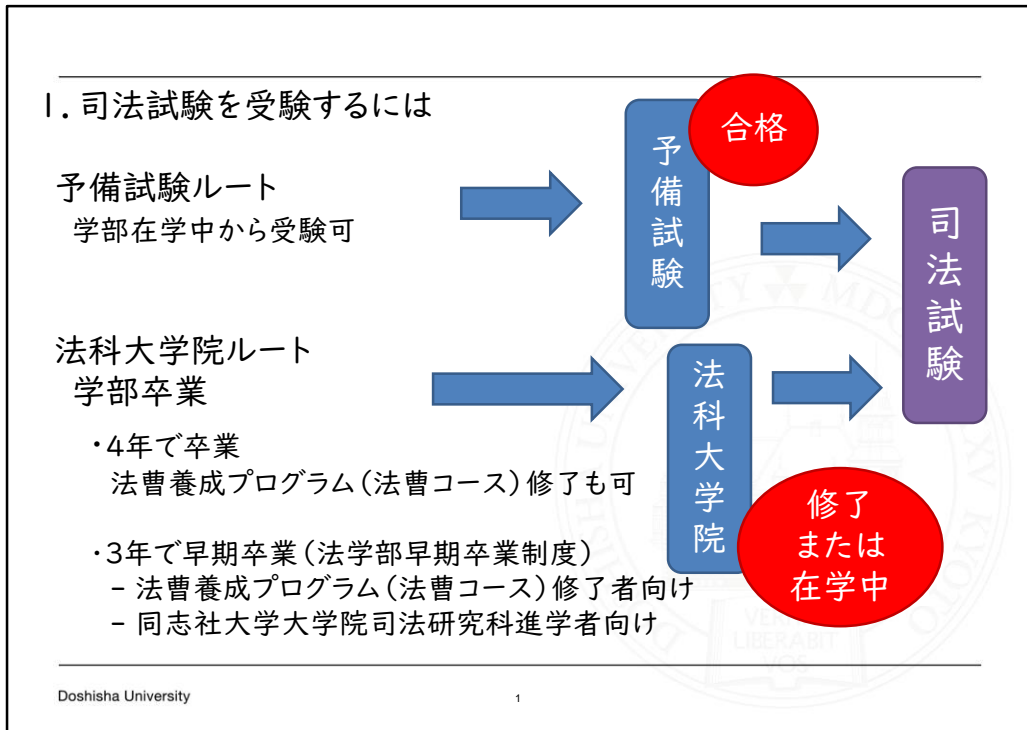 1. 司法試験を受験するには
予備試験ルート
学部在学中から受験可
予備試験
合格
司法試験
法科大学院ルート
学部卒業
・4年で卒業
法曹養成プログラム(法曹コース)修了も可
・3年で早期卒業(法学部早期卒業制度)
- 法曹養成プログラム(法曹コース)修了者向け
- 同志社大学大学院司法研究科進学者向け
法科大学院
修了
または
在学中
VERITAS
LIBERABIT
VOS
Doshisha University
1